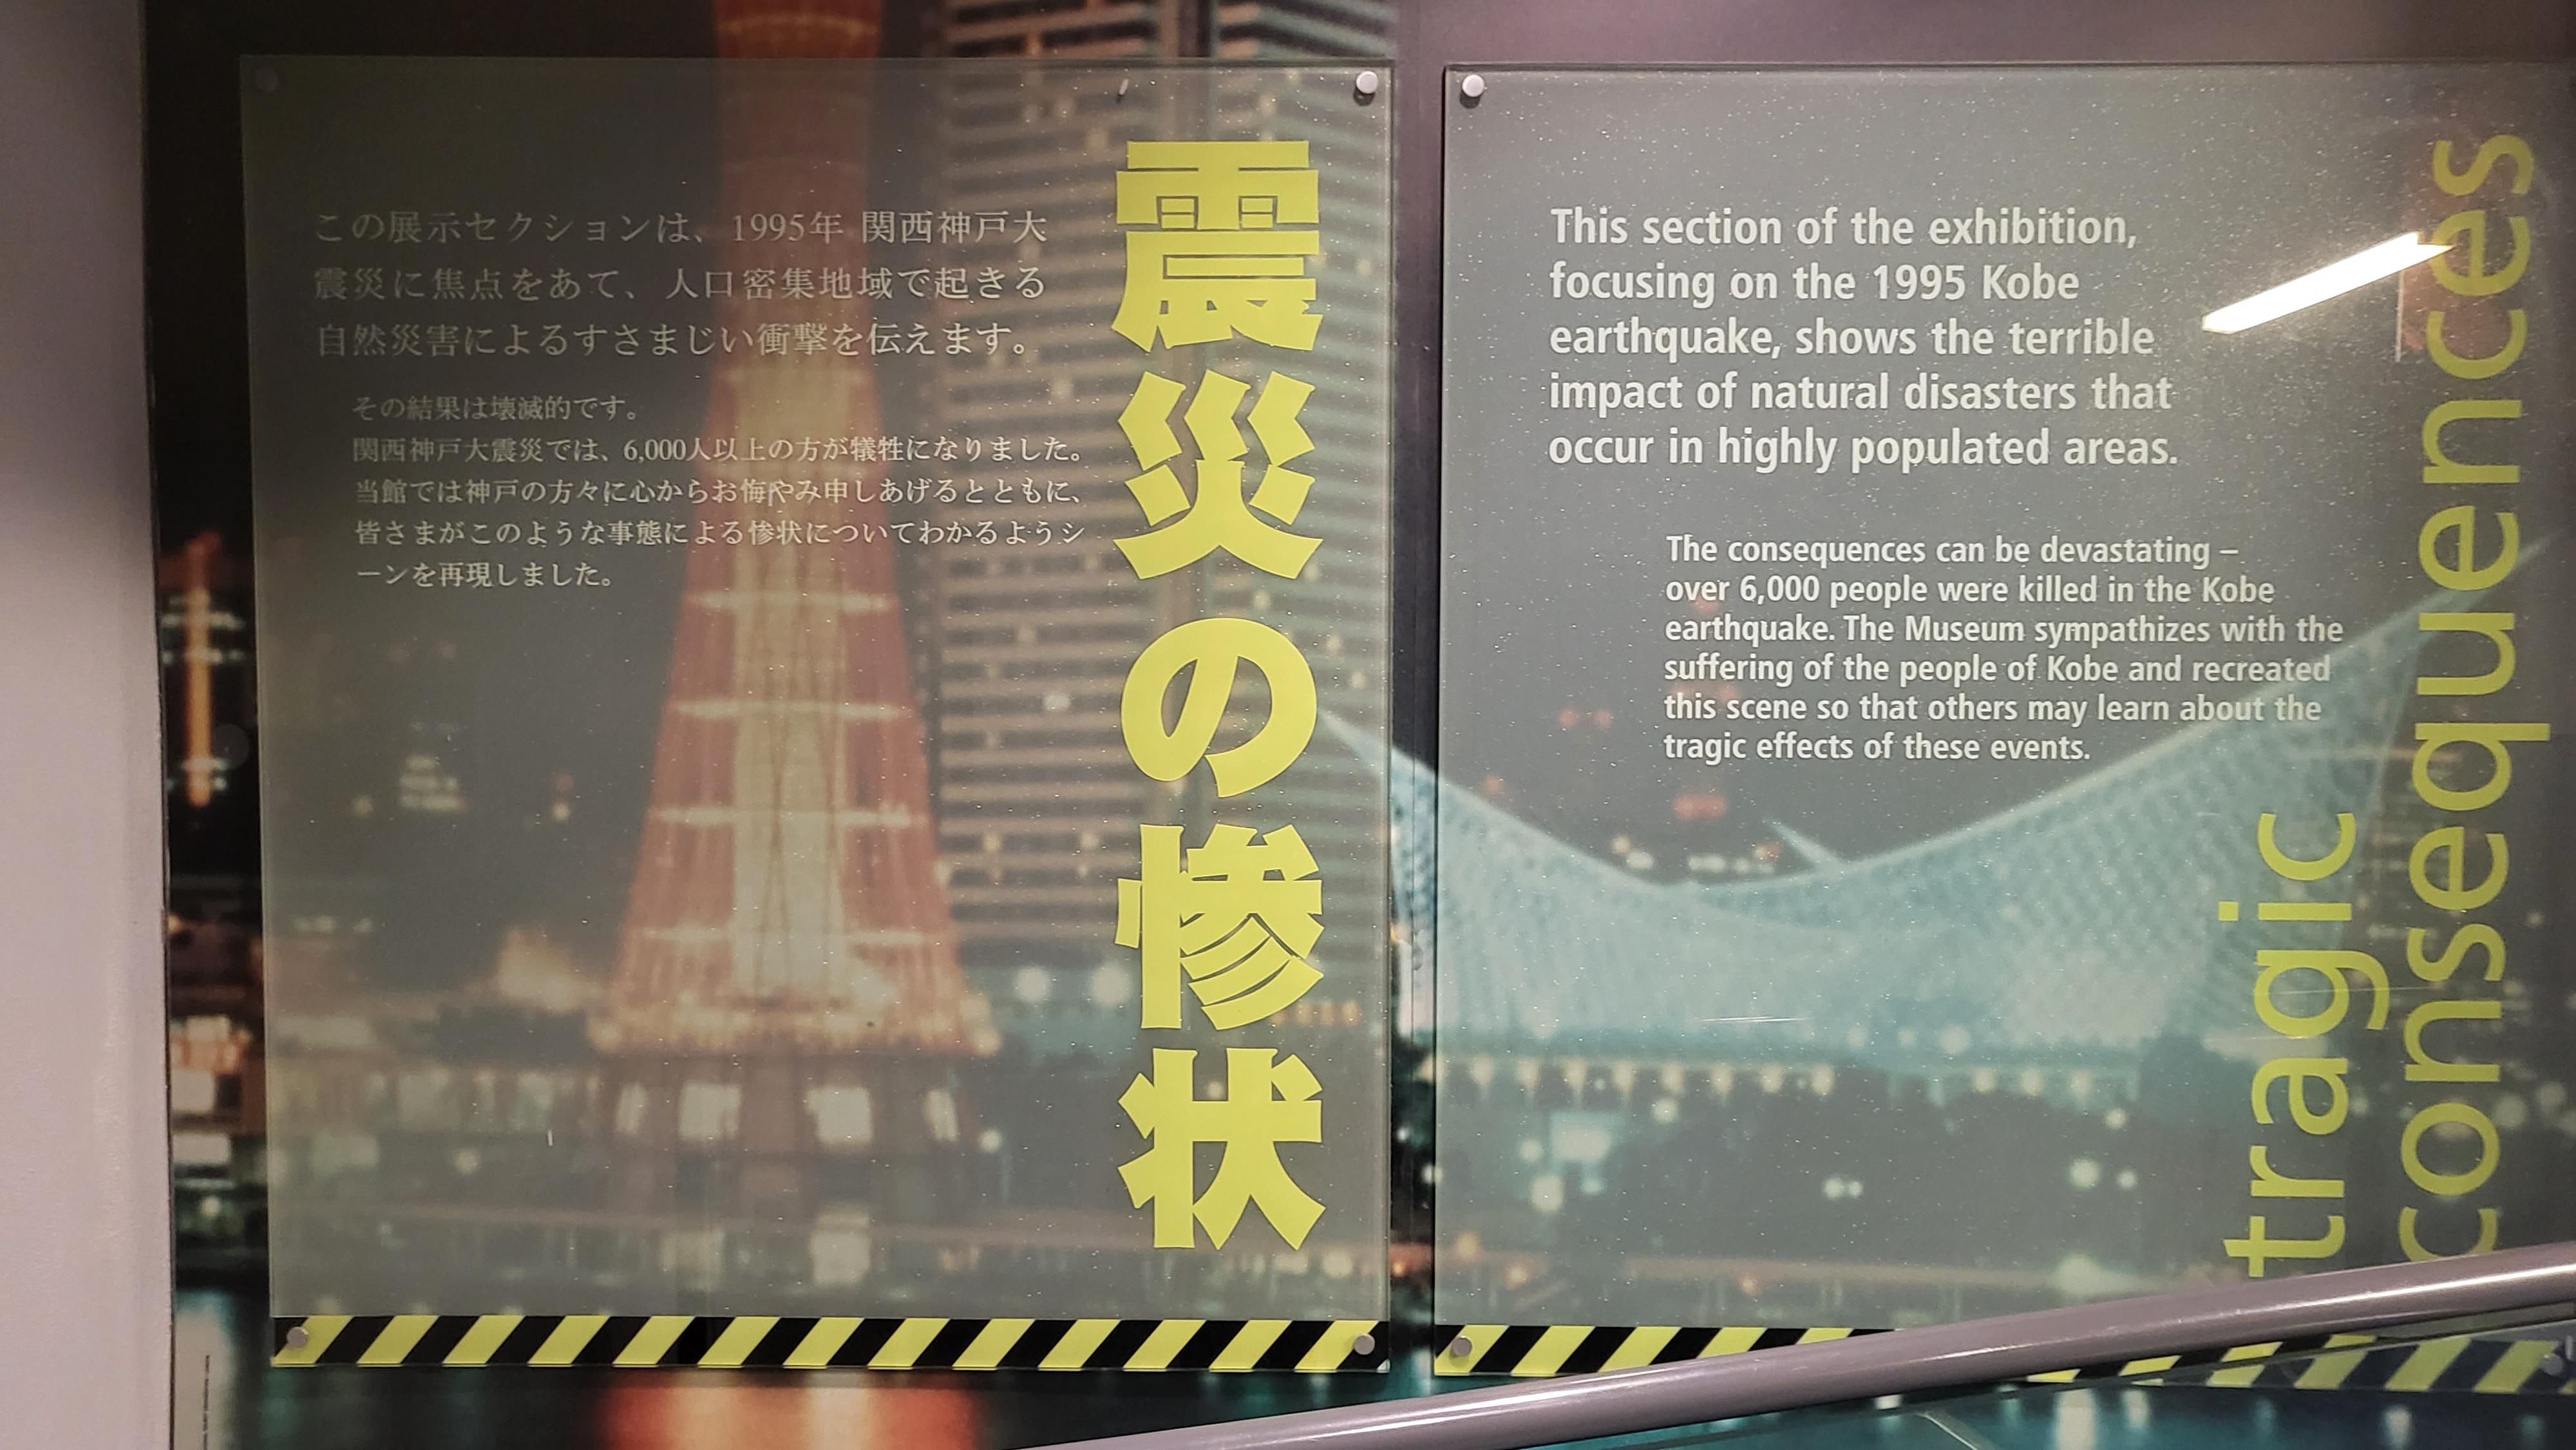 震災の惨状
この展示セクションは、1995年 関西神戸大
震災に焦点をあて、人口密集地域で起きる
自然災害によるすさまじい衝撃を伝えます。
その結果は壊滅的です。
関西神戸大震災では、6,000人以上の方が犠牲になりました。
当館では神戸の方々に心からお悔やみ申しあげるとともに、
皆さまがこのような事態による惨状についてわかるようシ
ーンを再現しました。
This section of the exhibition,
focusing on the 1995 Kobe
earthquake, shows the terrible
impact of natural disasters that
occur in highly populated areas.
The consequences can be devastating –
over 6,000 people were killed in the Kobe
earthquake. The Museum sympathizes with the
suffering of the people of Kobe and recreated
this scene so that others may learn about the
tragic effects of these events.
tragic
consequences